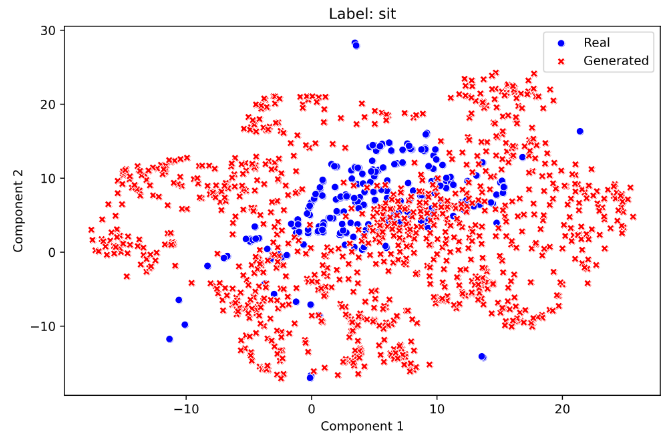 Label: sit
Real
Generated
30
20
10
0
−10
Component 2
−10
0
10
20
Component 1